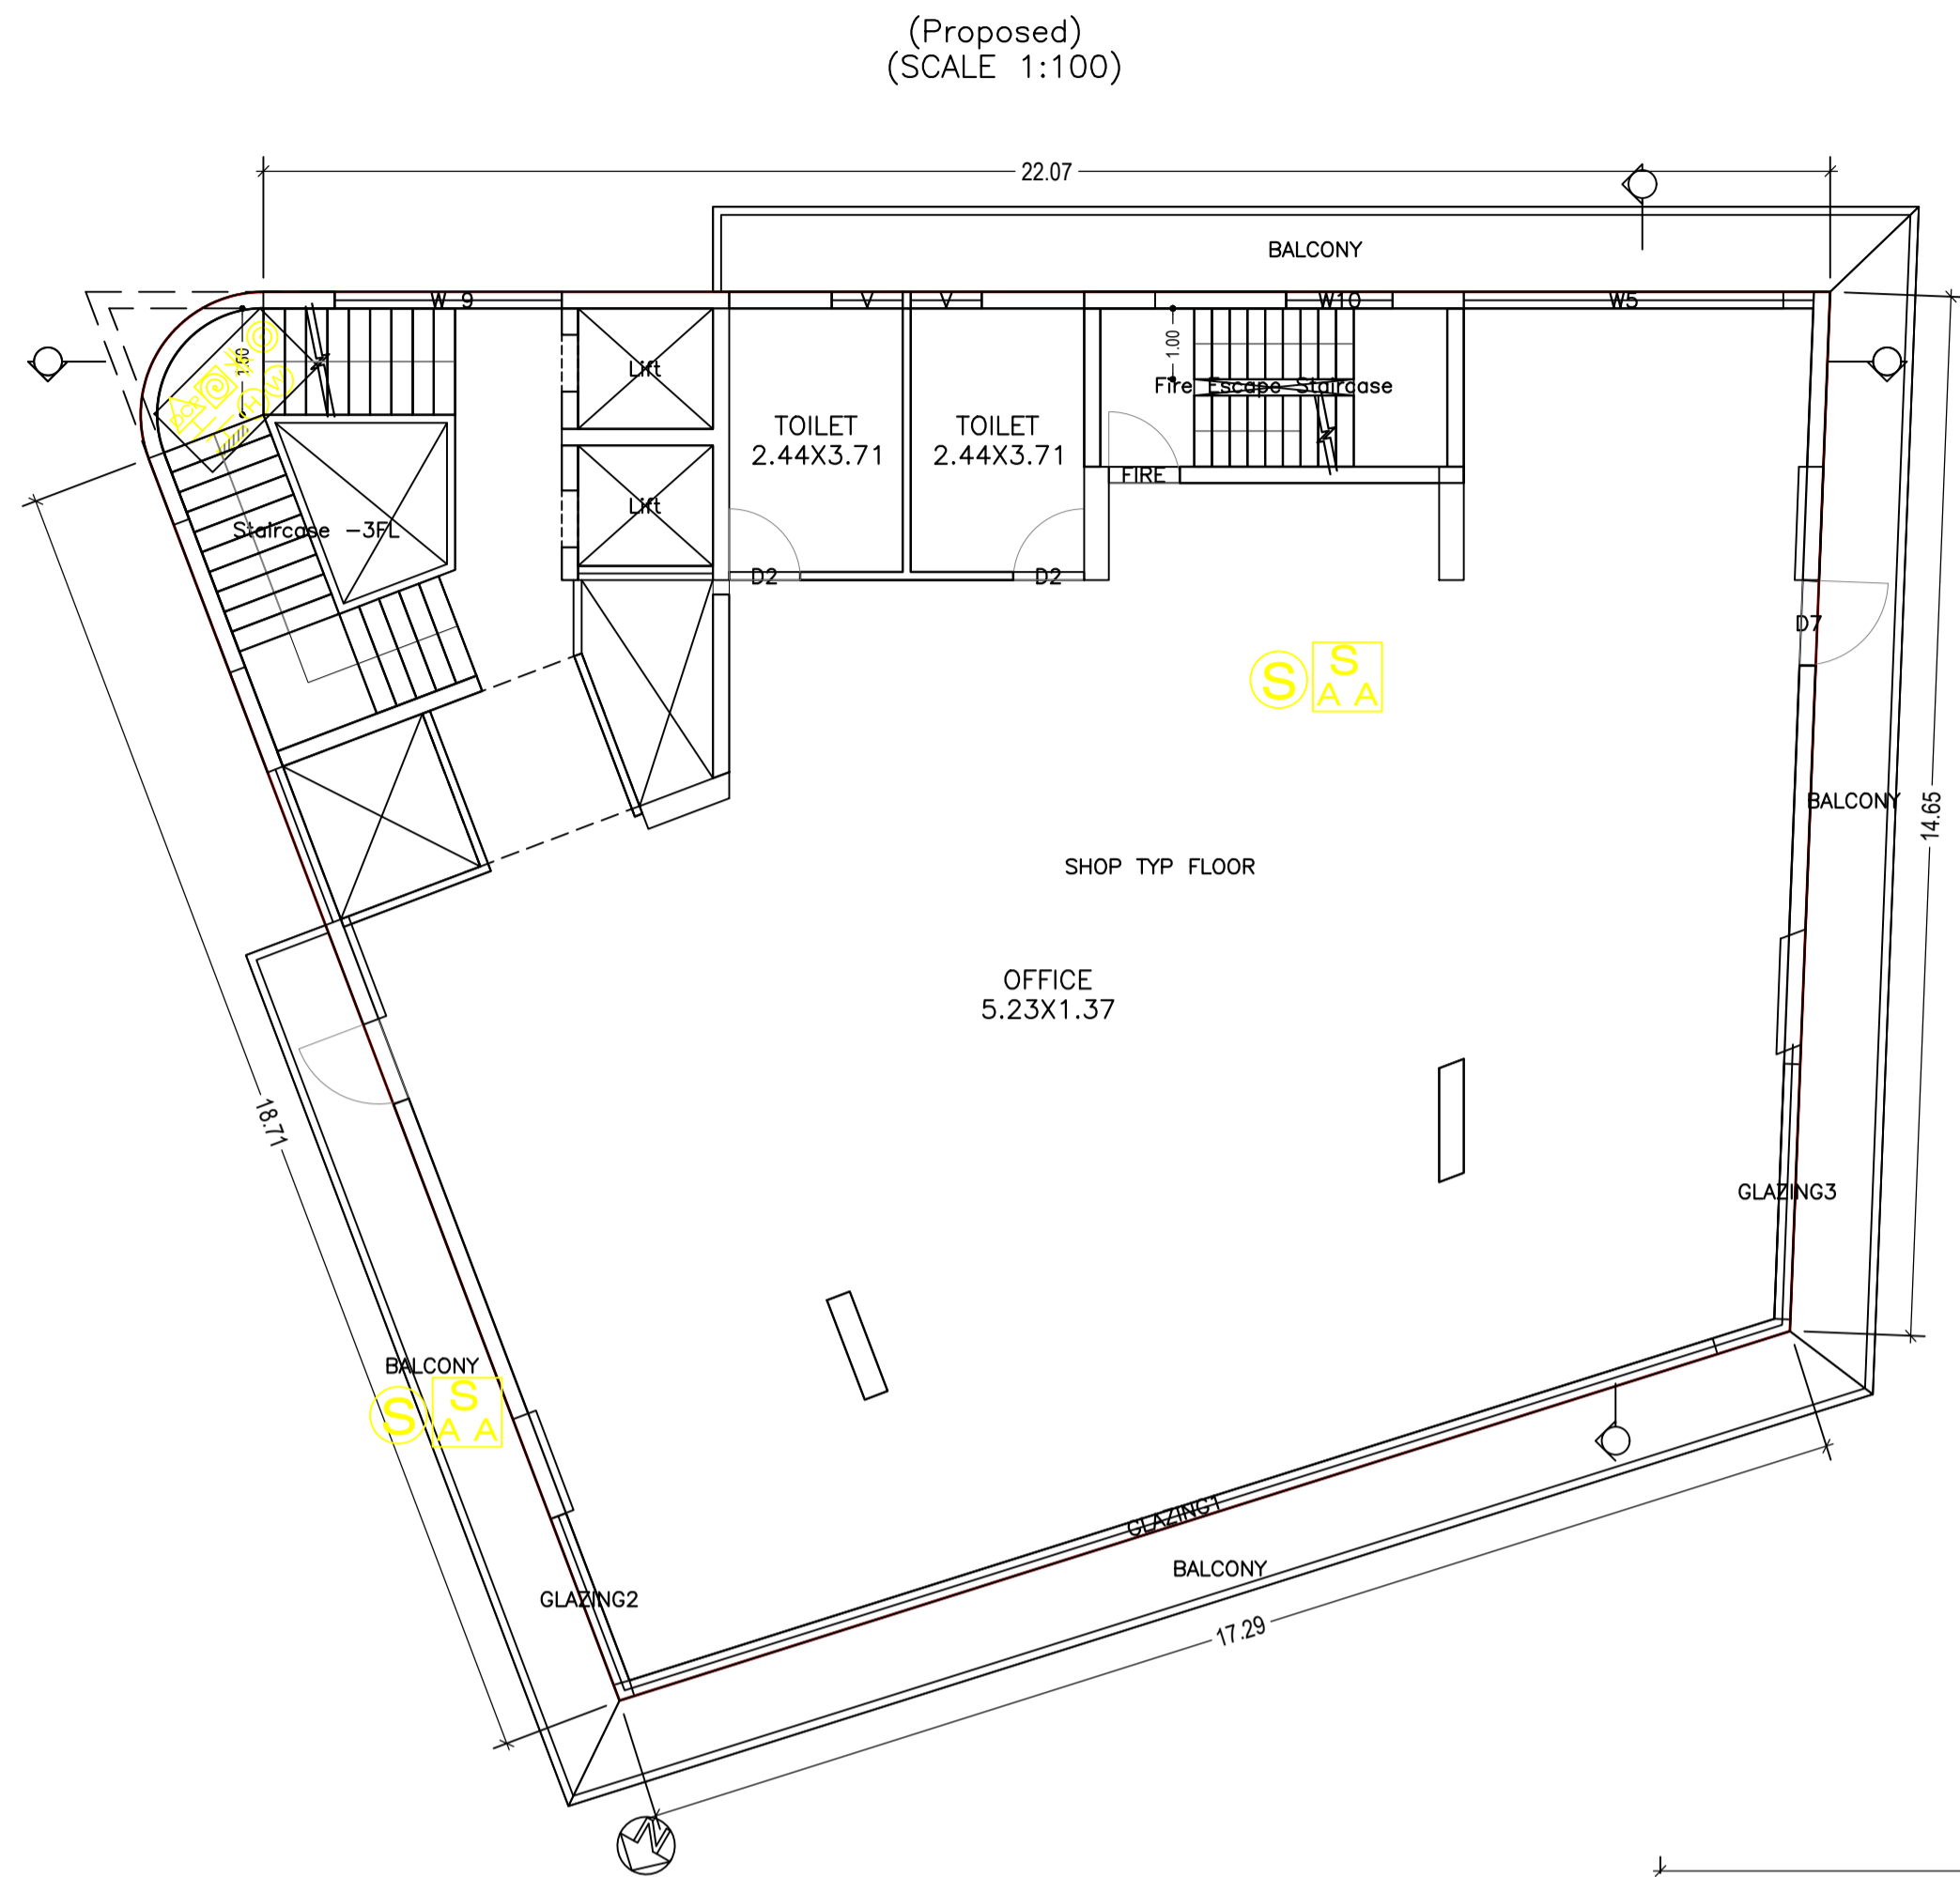 (Proposed)
(SCALE 1:100)
22.07
BALCONY
W 9
V
V
W10
W5
1.00
Lift
Fire Escape Staircase
TOILET
2.44X3.71
TOILET
2.44X3.71
DCP
H
W
FIRE
Lift
Staircase -3FL
D2
D2
D7
S
S
A A
BALCONY
14.65
SHOP TYP FLOOR
OFFICE
5.23X1.37
18.71
GLAZING3
BALCONY
S
S
A A
GLAZING1
BALCONY
GLAZING2
17.29